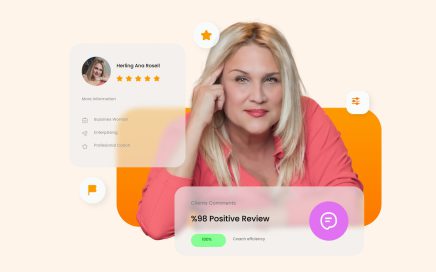 Herling Ana Rosell
More Information
Business Woman
Enterprising
Professional Coach
Clients Comments
%98 Positive Review
100%
Coach efficiency